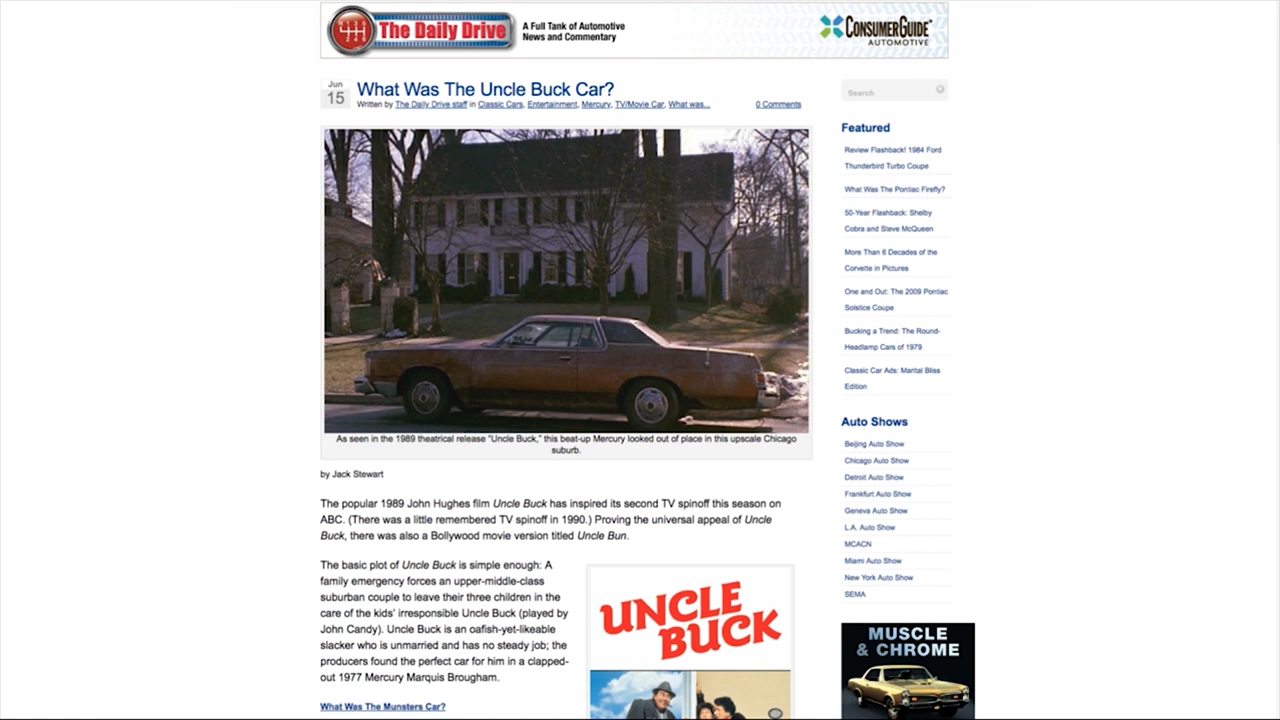 The Daily Drive
A Full Tank of Automotive
News and Commentary
CONSUMERGUIDE
AUTOMOTIVE
Jun
15
What Was The Uncle Buck Car?
Written by The Daily Drive staff in Classic Cars, Entertainment, Mercury, TV/Movie Car, What was...
0 Comments
As seen in the 1989 theatrical release "Uncle Buck," this beat-up Mercury looked out of place in this upscale Chicago
suburb.
by Jack Stewart
The popular 1989 John Hughes film Uncle Buck has inspired its second TV spinoff this season on
ABC. (There was a little remembered TV spinoff in 1990.) Proving the universal appeal of Uncle
Buck, there was also a Bollywood movie version titled Uncle Bun.
The basic plot of Uncle Buck is simple enough: A
family emergency forces an upper-middle-class
suburban couple to leave their three children in the
care of the kids' irresponsible Uncle Buck (played by
John Candy). Uncle Buck is an oafish-yet-likeable
slacker who is unmarried and has no steady job; the
producers found the perfect car for him in a clapped-
out 1977 Mercury Marquis Brougham.
What Was The Munsters Car?
UNCLE
BUCK
Search
Featured
Review Flashback! 1984 Ford
Thunderbird Turbo Coupe
What Was The Pontiac Firefly?
50-Year Flashback: Shelby
Cobra and Steve McQueen
More Than 6 Decades of the
Corvette in Pictures
One and Out: The 2009 Pontiac
Solstice Coupe
Bucking a Trend: The Round-
Headlamp Cars of 1979
Classic Car Ads: Marital Bliss
Edition
Auto Shows
Beijing Auto Show
Chicago Auto Show
Detroit Auto Show
Frankfurt Auto Show
Geneva Auto Show
L.A. Auto Show
MCACN
Miami Auto Show
New York Auto Show
SEMA
MUSCLE
& CHROME